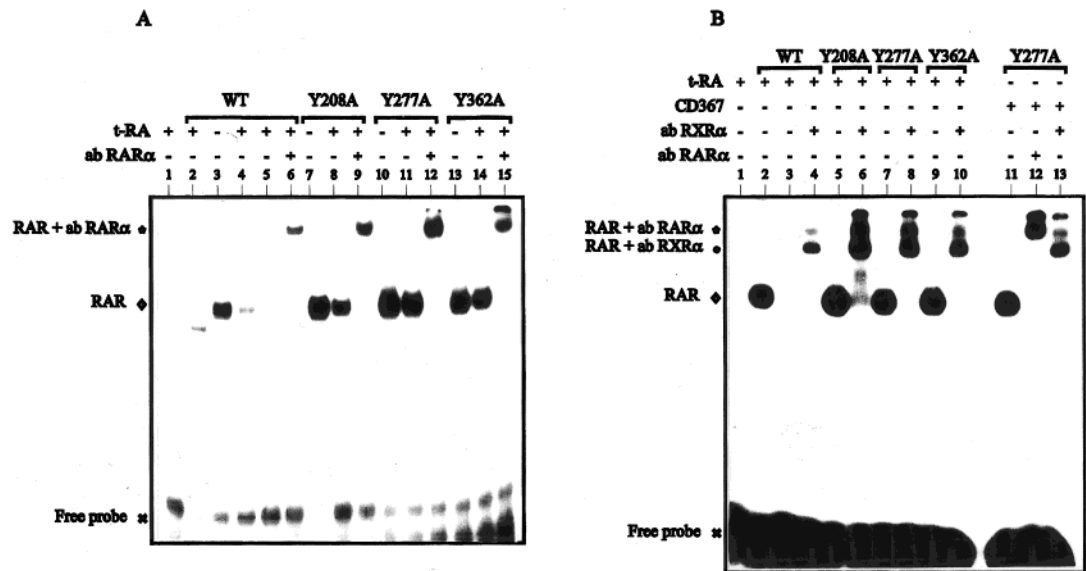 A
WT Y208A Y277A Y362A
t-RA + + - + + + - + + - + + - + +
ab RARα - - - - - + - - + - - + - - +
1 2 3 4 5 6 7 8 9 10 11 12 13 14 15
RAR + ab RARα
RAR
Free probe
B
WT Y208A Y277A Y362A Y277A
t-RA + + + + + + + + + + - - -
CD367 - - - - - - - - - - + + +
ab RXRα - - - + - + - + - + - - +
ab RARα - - - - - - - - - - - + -
1 2 3 4 5 6 7 8 9 10 11 12 13
RAR + ab RARα
RAR + ab RXRα
RAR
Free probe